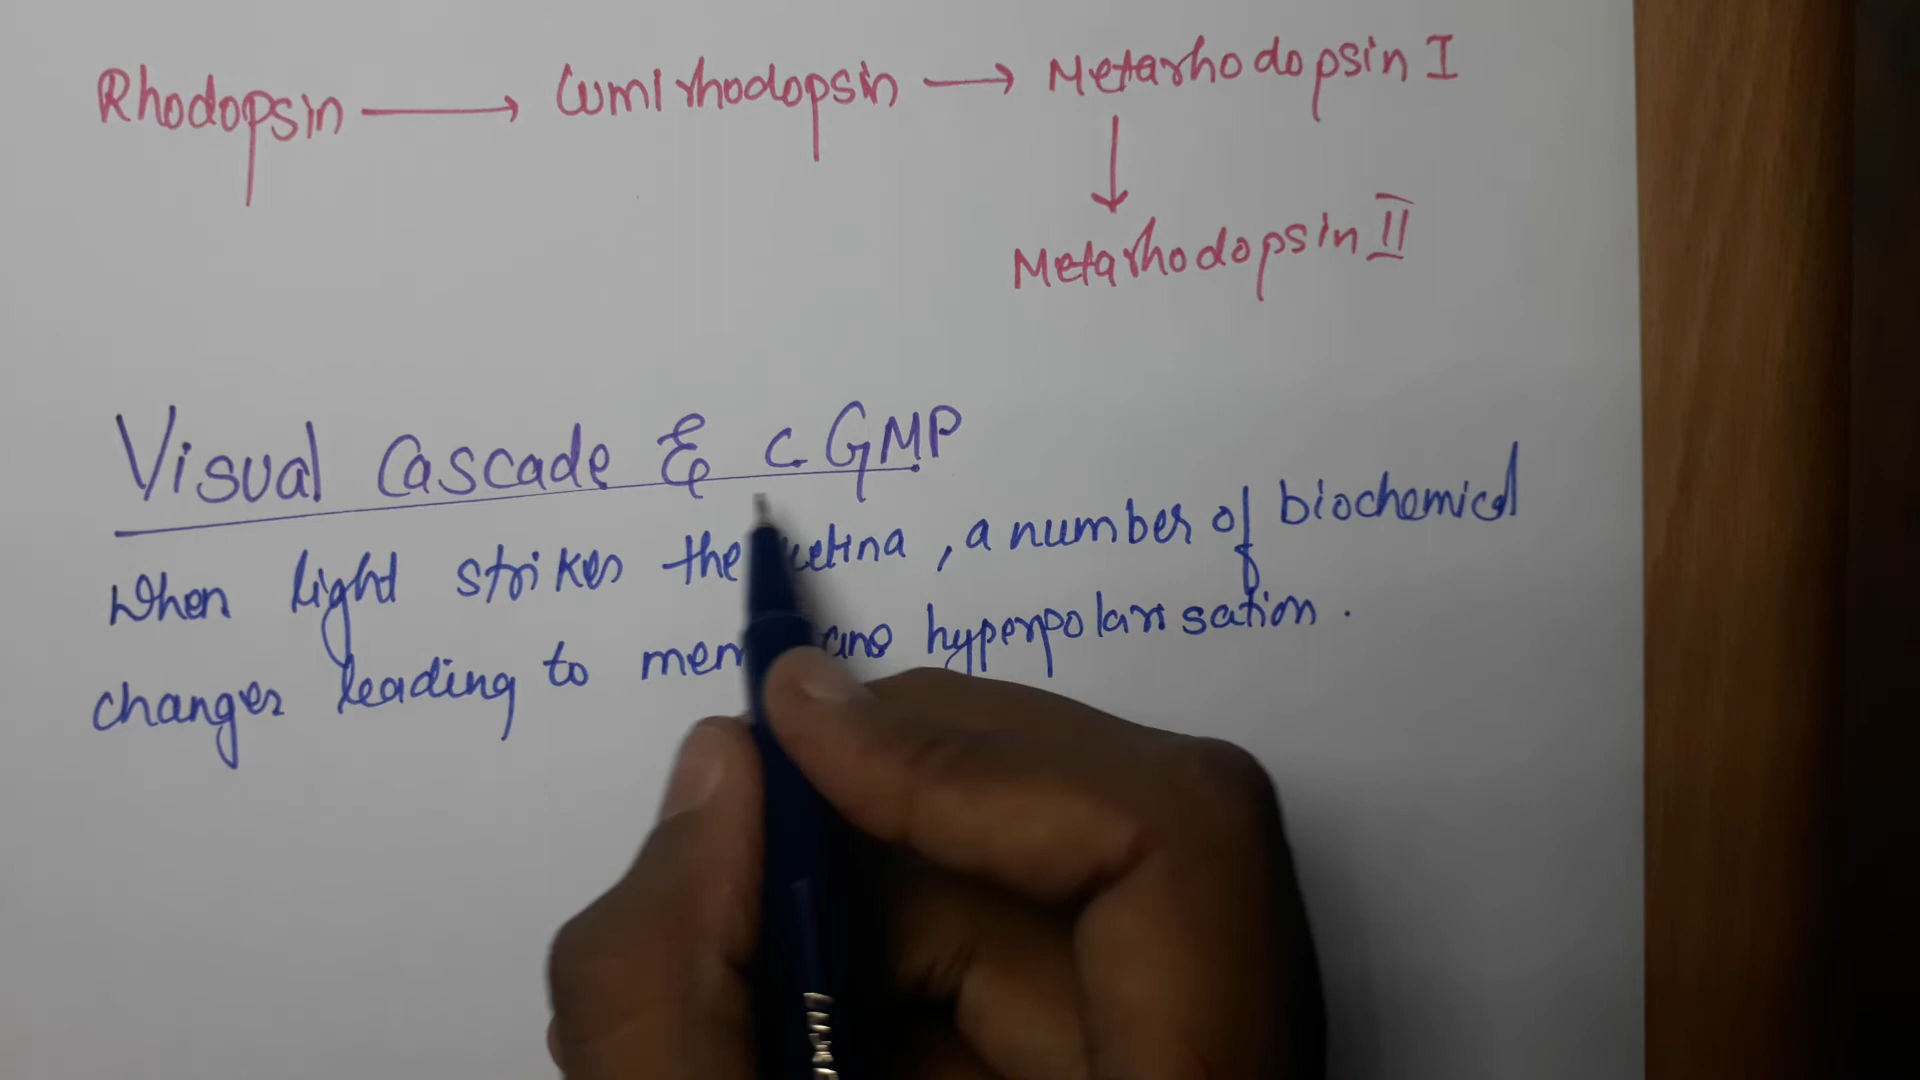 Rhodopsin → Lumirhodopsin → Metarhodopsin I
↓
Metarhodopsin II
Visual Cascade & cGMP
When light strikes the retina, a number of biochemical
changes leading to membrane hyperpolarisation.